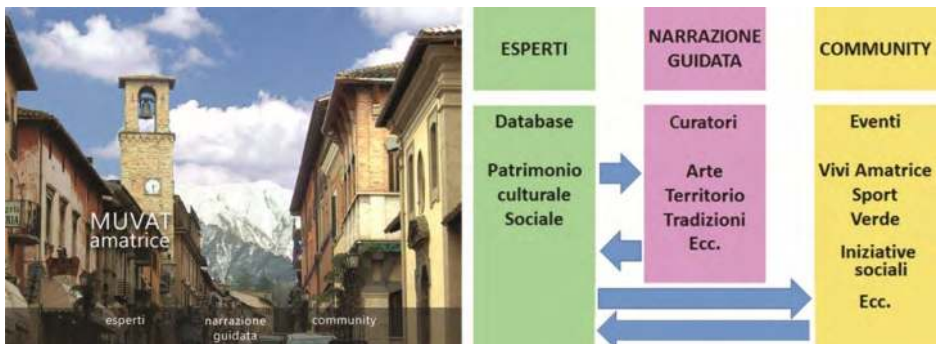 MUVAT
amatrice
esperti
narrazione
guidata
community
ESPERTI
NARRAZIONE
GUIDATA
COMMUNITY
Database
Patrimonio
culturale
Sociale
Curatori
Arte
Territorio
Tradizioni
Ecc.
Eventi
Vivi Amatrice
Sport
Verde
Iniziative
sociali
Ecc.